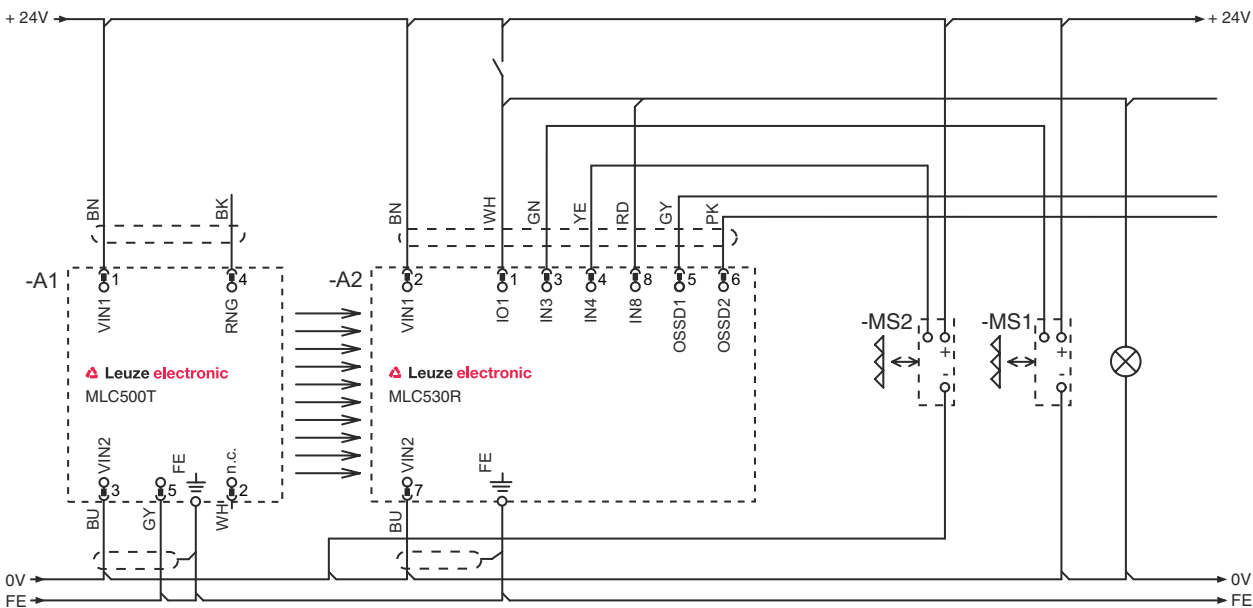 + 24V
+ 24V
BN
BK
BN
WH
GN
YE
RD
GY
PK
-A1
1
4
-A2
2
1
3
4
8
5
6
VIN1
RNG
VIN1
IO1
IN3
IN4
IN8
OSSD1
OSSD2
-MS2
-MS1
+
-
+
-
Leuze electronic
MLC500T
Leuze electronic
MLC530R
VIN2
FE
n.c.
VIN2
FE
3
5
2
7
BU
GY
WH
BU
0V
0V
FE
FE